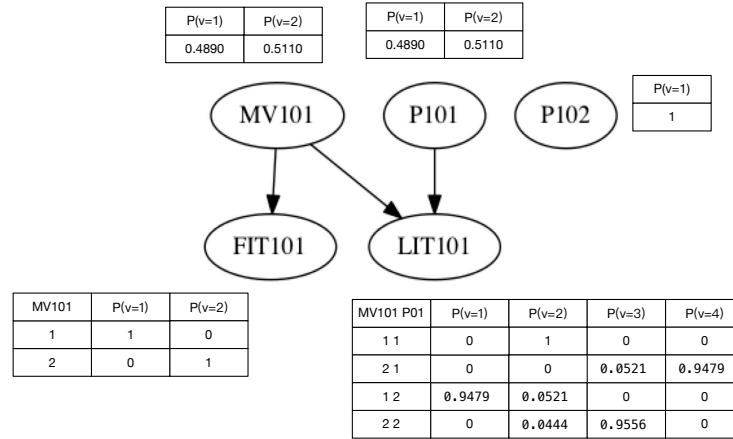 P(v=1) P(v=2) P(v=1) P(v=2)
0.4890 0.5110 0.4890 0.5110
MV101 P101 P102
P(v=1)
1
FIT101 LIT101
MV101 P(v=1) P(v=2)
1 1 0
2 0 1
MV101 P01 P(v=1) P(v=2) P(v=3) P(v=4)
1 1 0 1 0 0
2 1 0 0 0.0521 0.9479
1 2 0.9479 0.0521 0 0
2 2 0 0.0444 0.9556 0